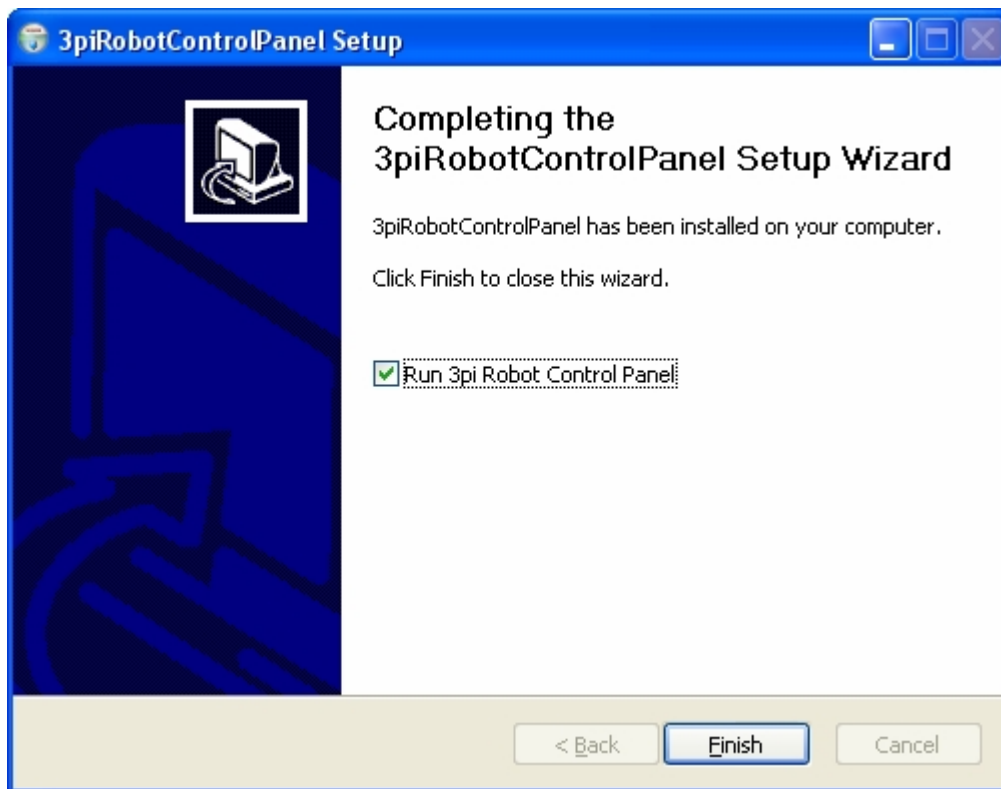 3piRobotControlPanel Setup
Completing the
3piRobotControlPanel Setup Wizard
3piRobotControlPanel has been installed on your computer.
Click Finish to close this wizard.
Run 3pi Robot Control Panel
< Back
Finish
Cancel